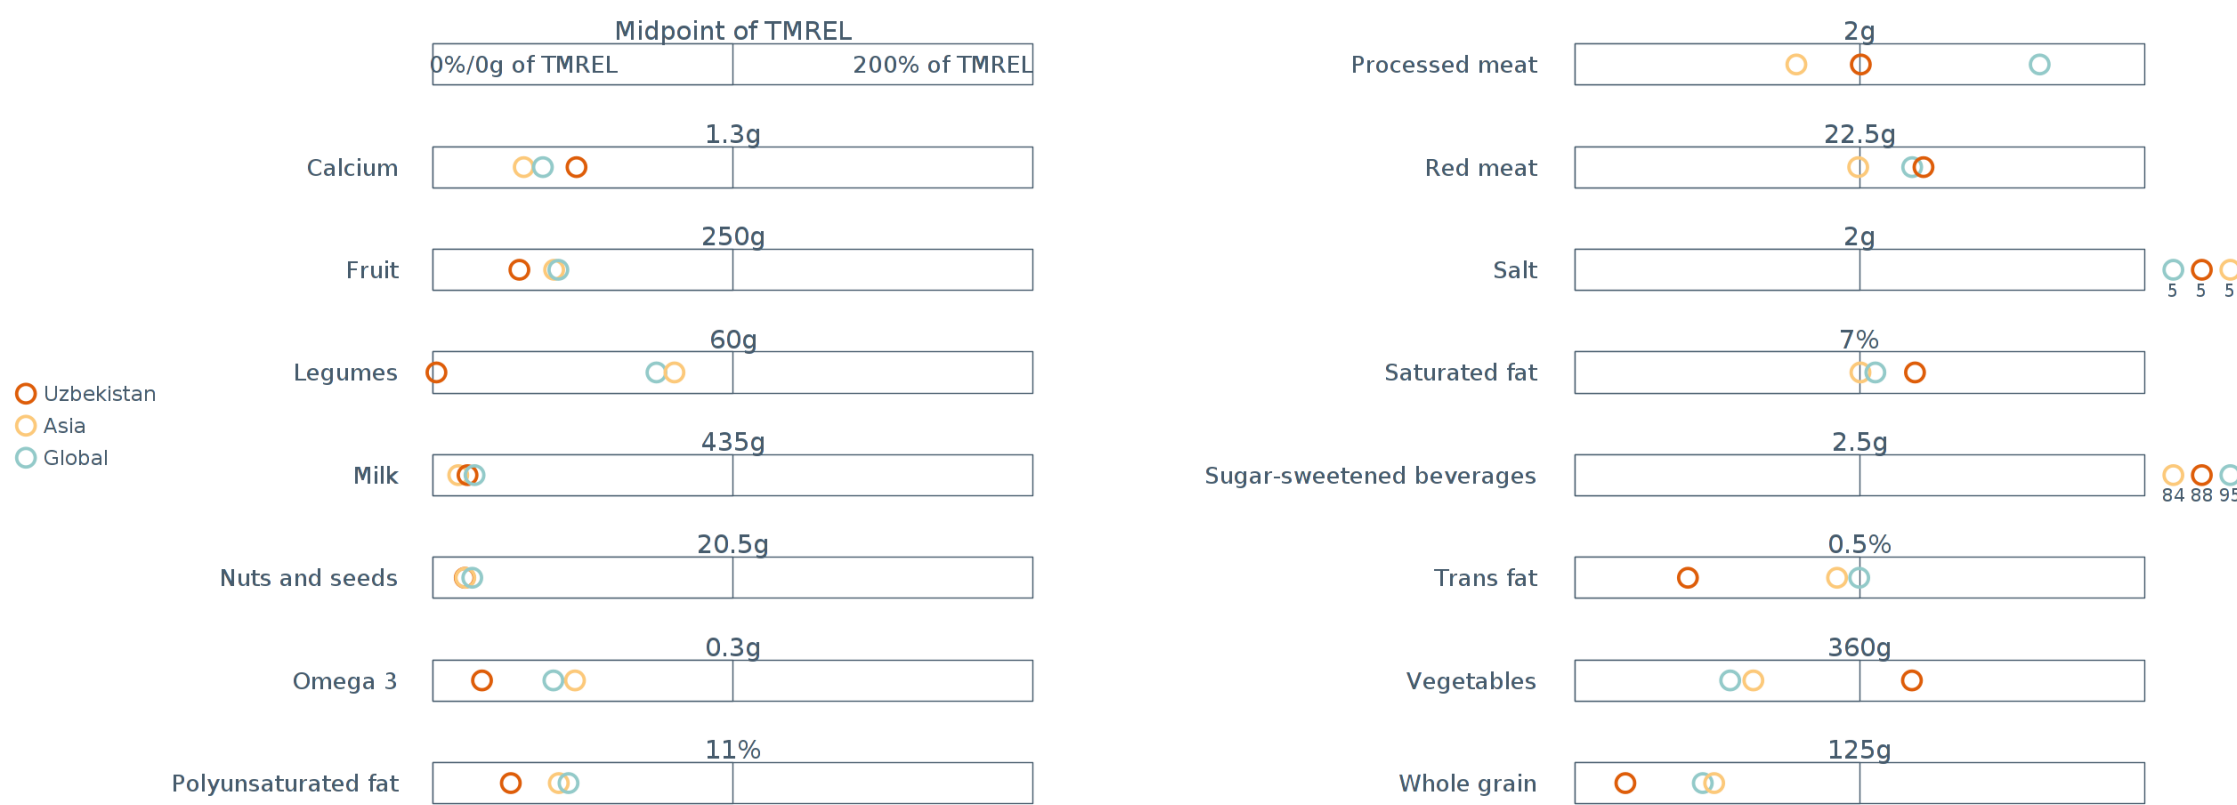 Midpoint of TMREL
0%/0g of TMREL 200% of TMREL
Calcium
1.3g
Fruit
250g
Legumes
60g
Milk
435g
Nuts and seeds
20.5g
Omega 3
0.3g
Polyunsaturated fat
11%
Uzbekistan
Asia
Global
Processed meat
2g
Red meat
22.5g
Salt
2g
5 5 5
Saturated fat
7%
Sugar-sweetened beverages
2.5g
84 88 95
Trans fat
0.5%
Vegetables
360g
Whole grain
125g